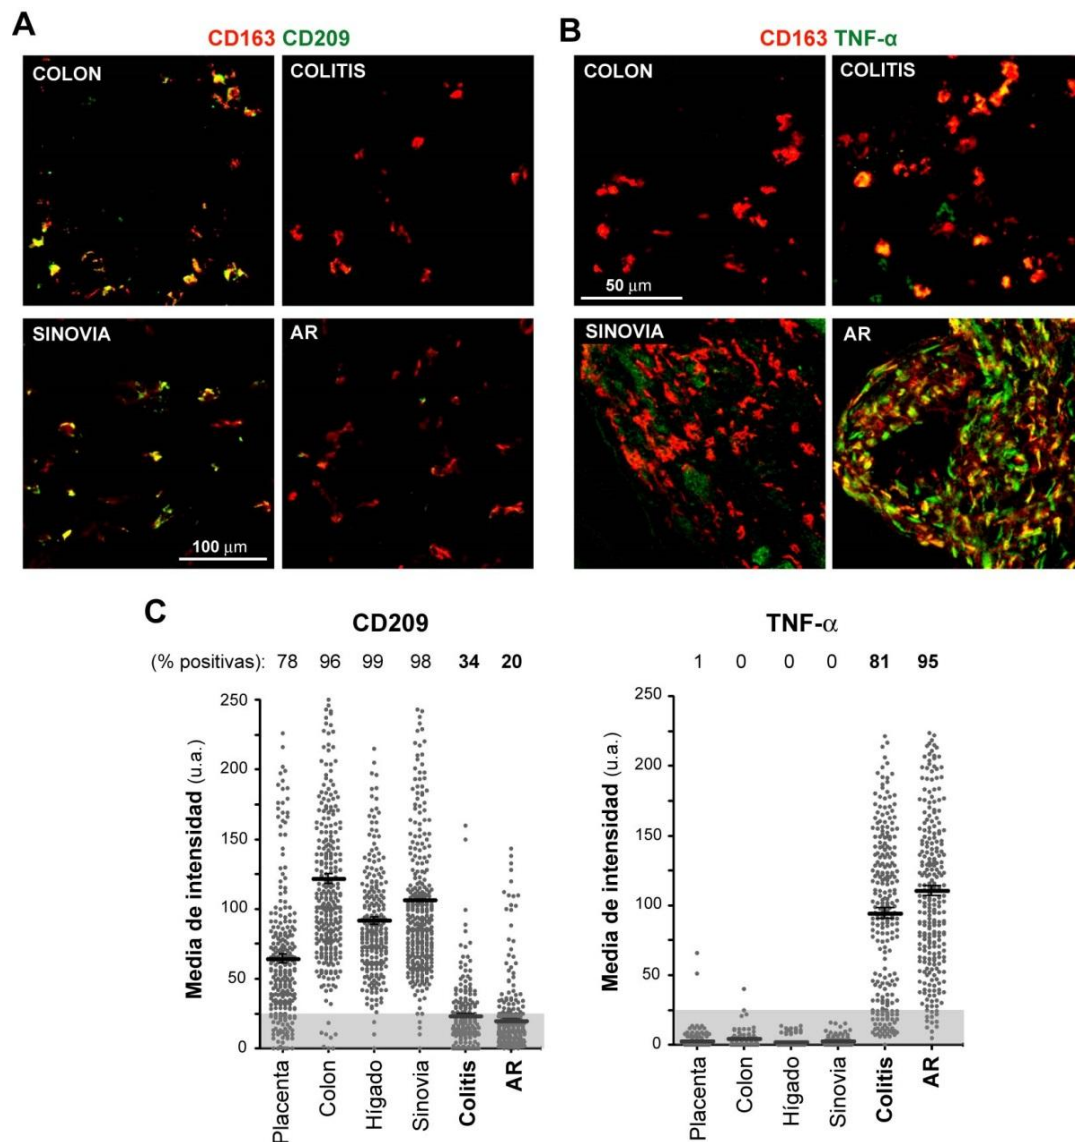 A
CD163 CD209
COLON
COLITIS
SINOVIA
AR
100 μm
B
CD163 TNF-α
COLON
COLITIS
50 μm
SINOVIA
AR
C
CD209
(% positivas): 78 96 99 98 34 20
Media de intensidad (u.a.)
250
200
150
100
50
0
Placenta
Colon
Hígado
Sinovia
Colitis
AR
TNF-α
1 0 0 0 81 95
Media de intensidad (u.a.)
250
200
150
100
50
0
Placenta
Colon
Hígado
Sinovia
Colitis
AR